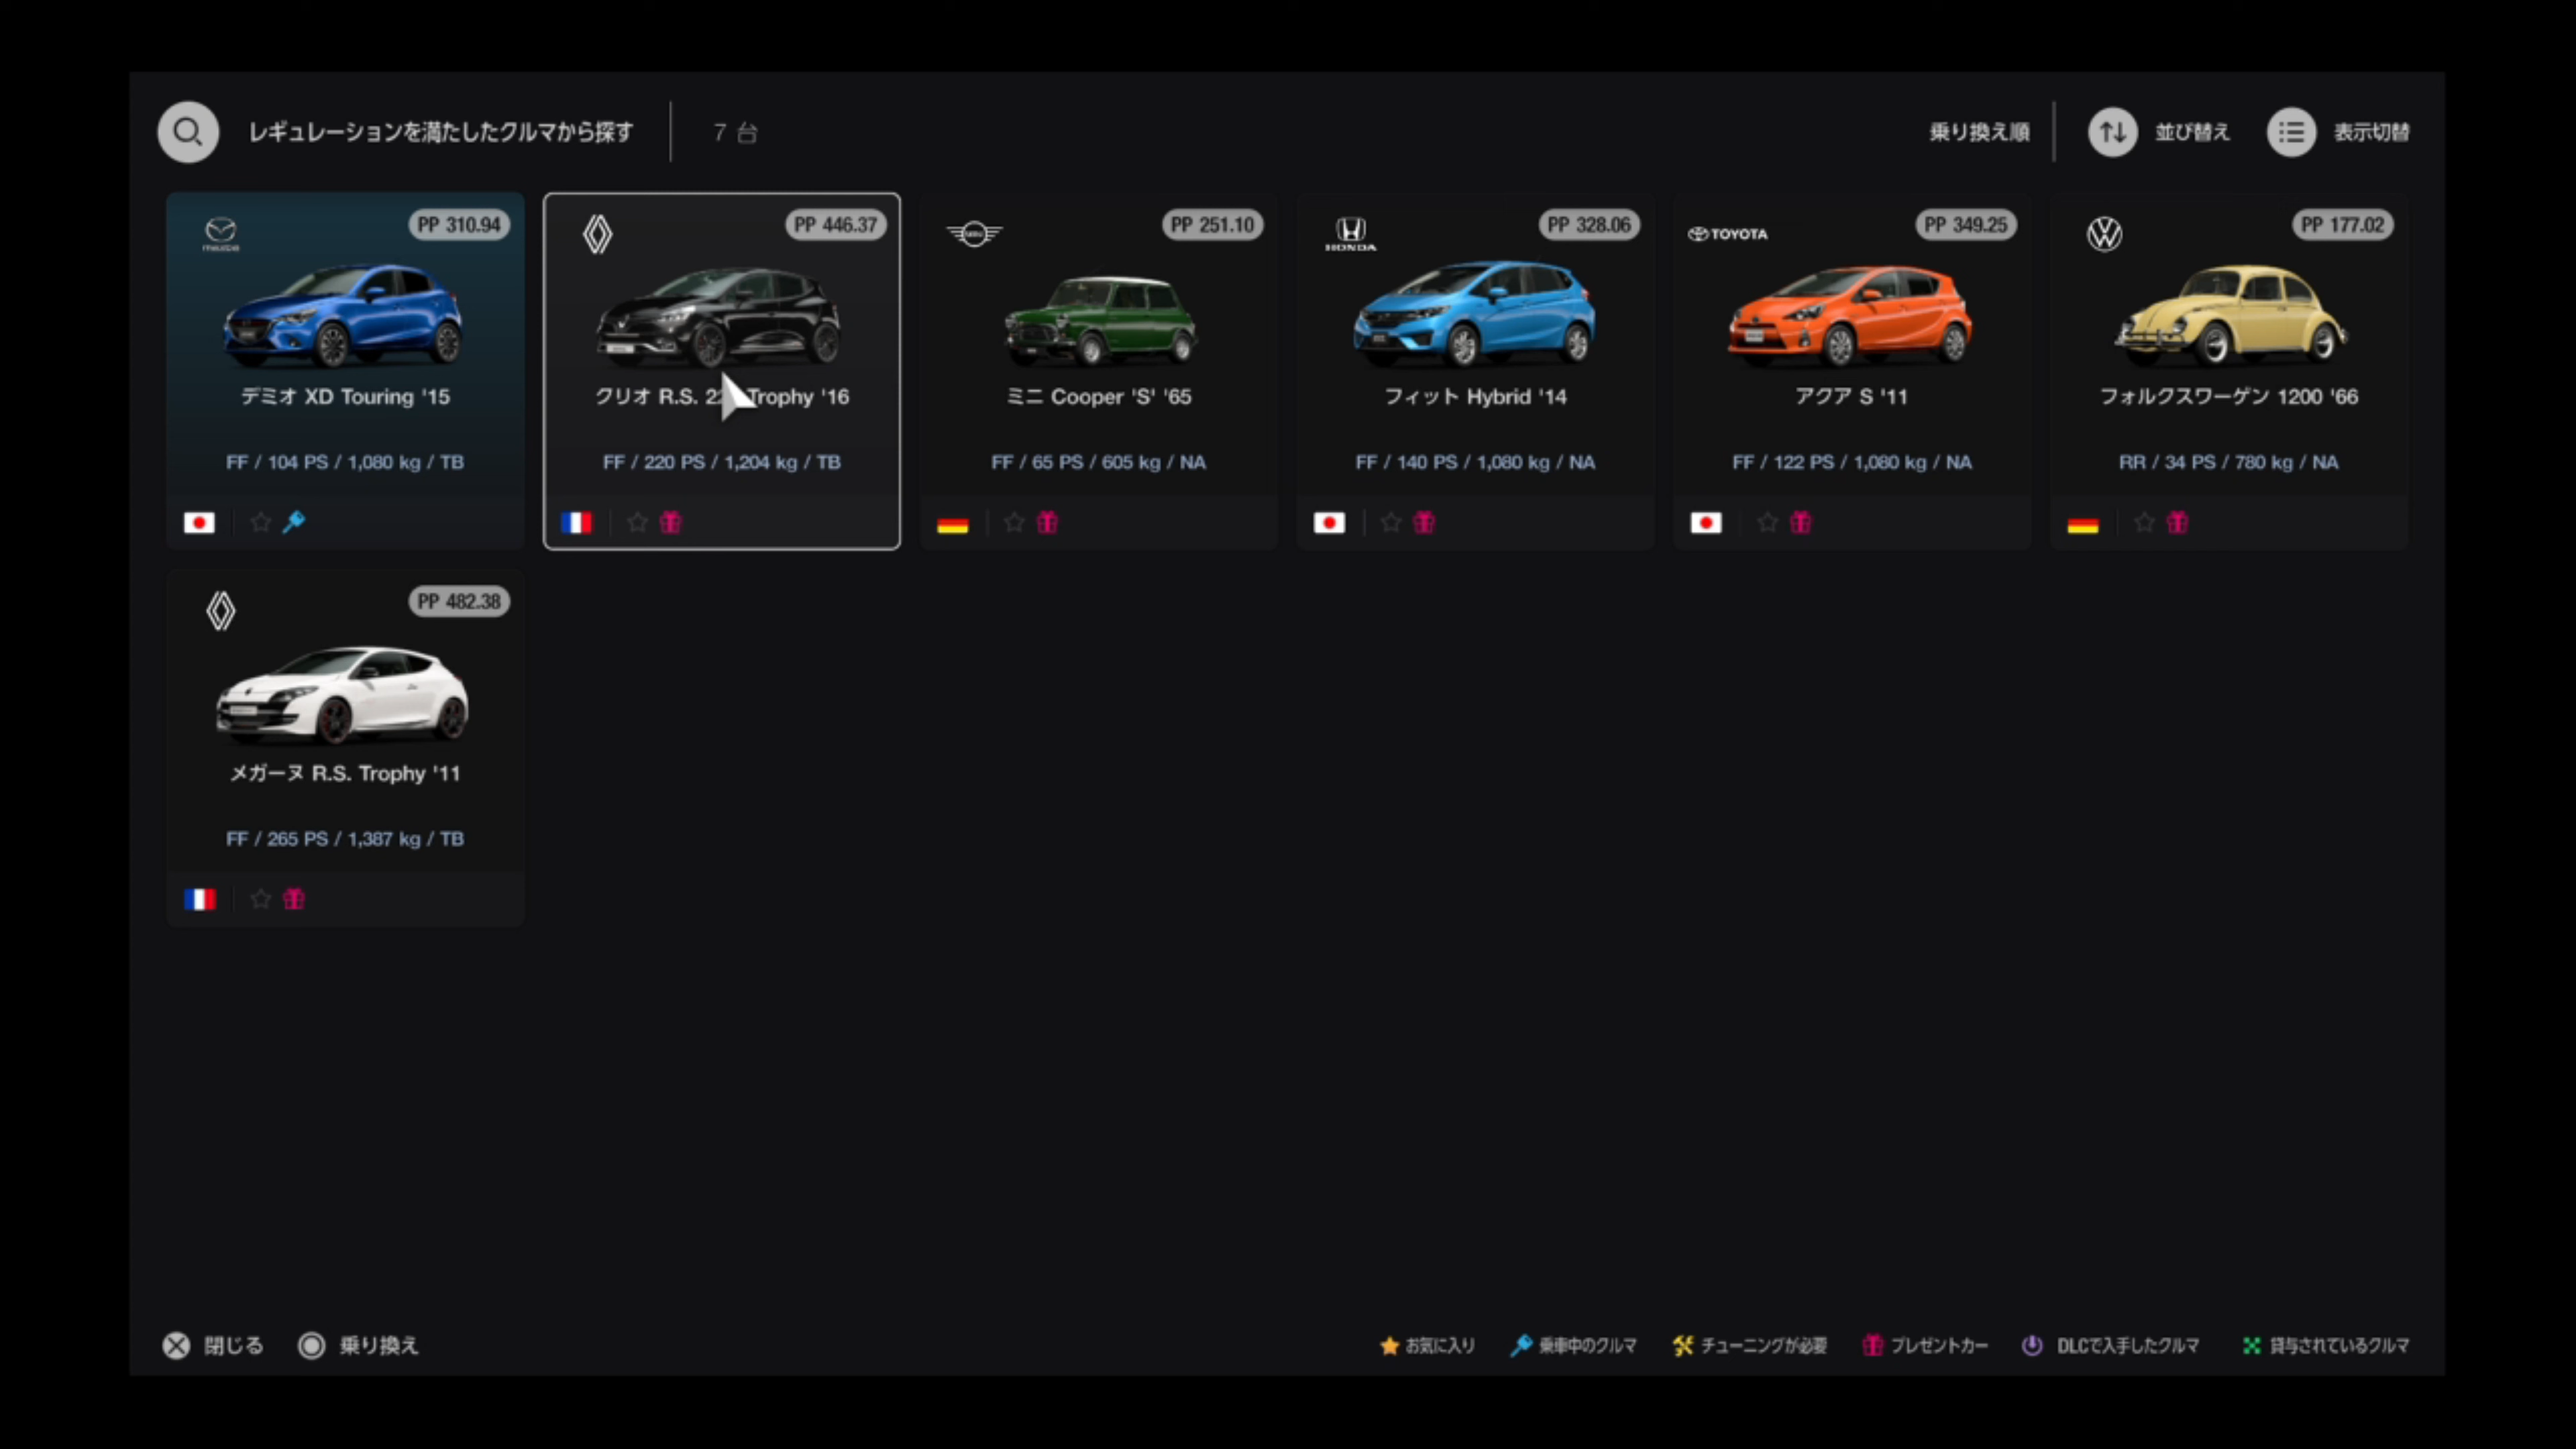 レギュレーションを満たしたクルマから探す
7 台
乗り換え順
並び替え
表示切替
mazda
PP 310.94
デミオ XD Touring '15
FF / 104 PS / 1,080 kg / TB
PP 446.37
クリオ R.S. 2 Trophy '16
FF / 220 PS / 1,204 kg / TB
MINI
PP 251.10
ミニ Cooper 'S' '65
FF / 65 PS / 605 kg / NA
HONDA
PP 328.06
フィット Hybrid '14
FF / 140 PS / 1,080 kg / NA
TOYOTA
PP 349.25
アクア S '11
FF / 122 PS / 1,080 kg / NA
PP 177.02
フォルクスワーゲン 1200 '66
RR / 34 PS / 780 kg / NA
PP 482.38
メガーヌ R.S. Trophy '11
FF / 265 PS / 1,387 kg / TB
閉じる
乗り換え
お気に入り
乗車中のクルマ
チューニングが必要
プレゼントカー
DLCで入手したクルマ
貸与されているクルマ